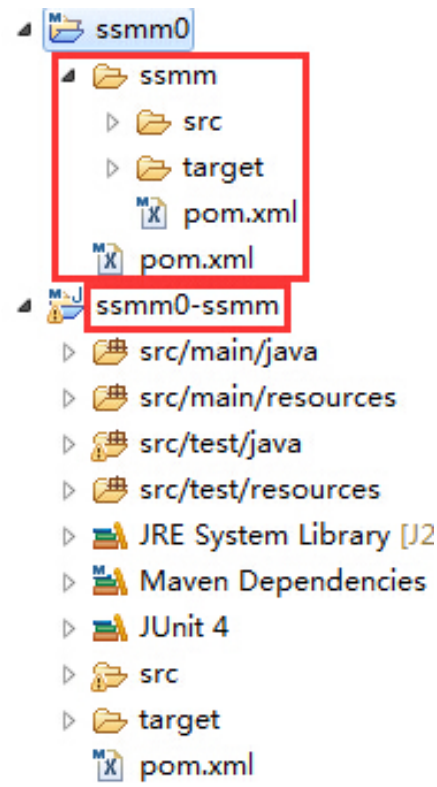 ssmm0
ssmm
src
target
pom.xml
pom.xml
ssmm0-ssmm
src/main/java
src/main/resources
src/test/java
src/test/resources
JRE System Library [J2
Maven Dependencies
JUnit 4
src
target
pom.xml